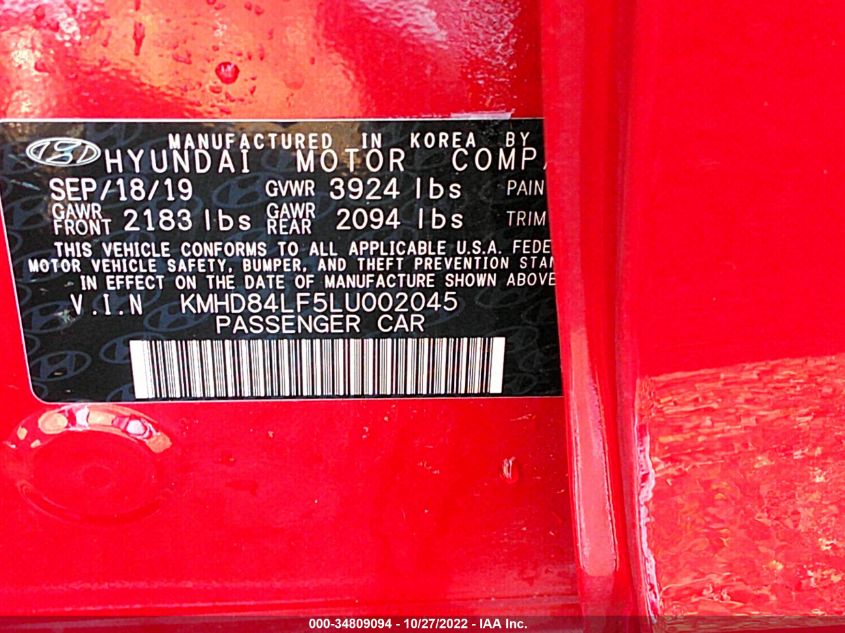 MANUFACTURED IN KOREA BY
HYUNDAI MOTOR COMPA
SEP/18/19 GVWR 3924 lbs PAIN
GAWR FRONT 2183 lbs GAWR REAR 2094 lbs TRIM
THIS VEHICLE CONFORMS TO ALL APPLICABLE U.S.A. FEDE
MOTOR VEHICLE SAFETY, BUMPER, AND THEFT PREVENTION STAN
IN EFFECT ON THE DATE OF MANUFACTURE SHOWN ABOVE
V.I.N KMHD84LF5LU002045
PASSENGER CAR
000-34809094 - 10/27/2022 - IAA Inc.